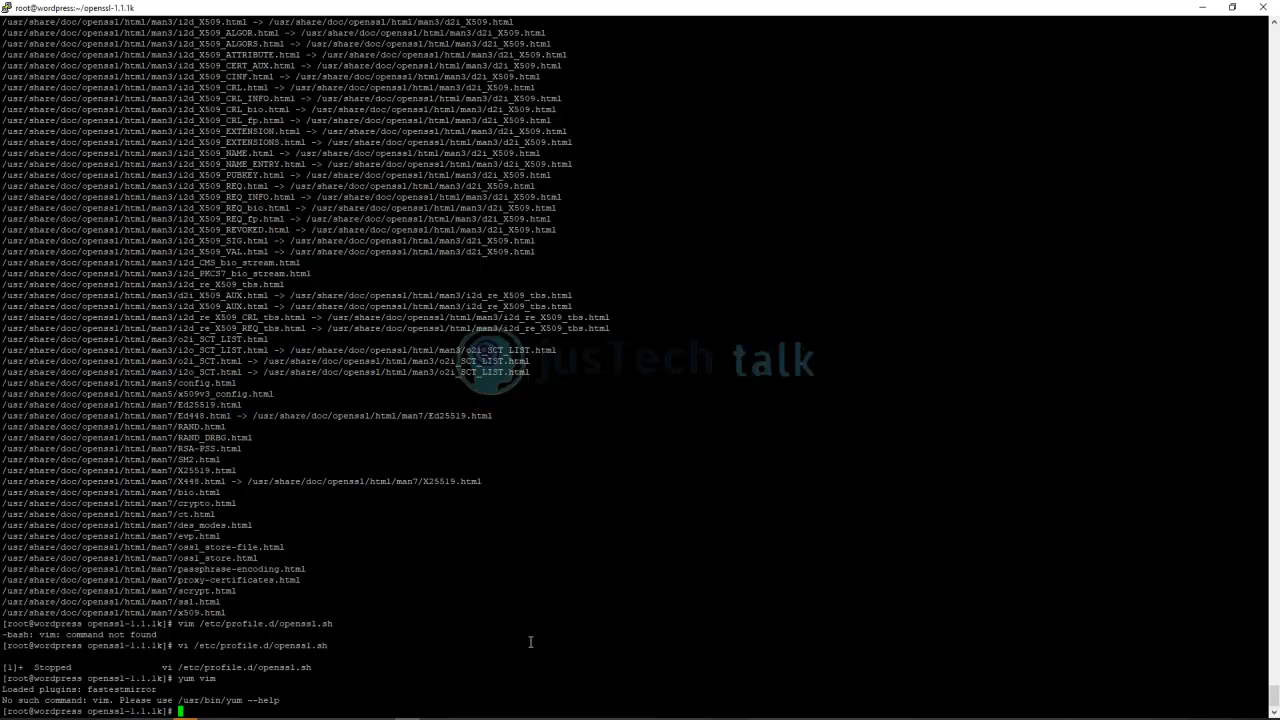 root@wordpress:~/openssl-1.1.1k
/usr/share/doc/openssl/html/man3/i2d_X509.html -> /usr/share/doc/openssl/html/man3/d2i_X509.html
/usr/share/doc/openssl/html/man3/i2d_X509_ALGOR.html -> /usr/share/doc/openssl/html/man3/d2i_X509.html
/usr/share/doc/openssl/html/man3/i2d_X509_ALGORS.html -> /usr/share/doc/openssl/html/man3/d2i_X509.html
/usr/share/doc/openssl/html/man3/i2d_X509_ATTRIBUTE.html -> /usr/share/doc/openssl/html/man3/d2i_X509.html
/usr/share/doc/openssl/html/man3/i2d_X509_CERT_AUX.html -> /usr/share/doc/openssl/html/man3/d2i_X509.html
/usr/share/doc/openssl/html/man3/i2d_X509_CINF.html -> /usr/share/doc/openssl/html/man3/d2i_X509.html
/usr/share/doc/openssl/html/man3/i2d_X509_CRL.html -> /usr/share/doc/openssl/html/man3/d2i_X509.html
/usr/share/doc/openssl/html/man3/i2d_X509_CRL_INFO.html -> /usr/share/doc/openssl/html/man3/d2i_X509.html
/usr/share/doc/openssl/html/man3/i2d_X509_CRL_bio.html -> /usr/share/doc/openssl/html/man3/d2i_X509.html
/usr/share/doc/openssl/html/man3/i2d_X509_CRL_fp.html -> /usr/share/doc/openssl/html/man3/d2i_X509.html
/usr/share/doc/openssl/html/man3/i2d_X509_EXTENSION.html -> /usr/share/doc/openssl/html/man3/d2i_X509.html
/usr/share/doc/openssl/html/man3/i2d_X509_EXTENSIONS.html -> /usr/share/doc/openssl/html/man3/d2i_X509.html
/usr/share/doc/openssl/html/man3/i2d_X509_NAME.html -> /usr/share/doc/openssl/html/man3/d2i_X509.html
/usr/share/doc/openssl/html/man3/i2d_X509_NAME_ENTRY.html -> /usr/share/doc/openssl/html/man3/d2i_X509.html
/usr/share/doc/openssl/html/man3/i2d_X509_PUBKEY.html -> /usr/share/doc/openssl/html/man3/d2i_X509.html
/usr/share/doc/openssl/html/man3/i2d_X509_REQ.html -> /usr/share/doc/openssl/html/man3/d2i_X509.html
/usr/share/doc/openssl/html/man3/i2d_X509_REQ_INFO.html -> /usr/share/doc/openssl/html/man3/d2i_X509.html
/usr/share/doc/openssl/html/man3/i2d_X509_REQ_bio.html -> /usr/share/doc/openssl/html/man3/d2i_X509.html
/usr/share/doc/openssl/html/man3/i2d_X509_REQ_fp.html -> /usr/share/doc/openssl/html/man3/d2i_X509.html
/usr/share/doc/openssl/html/man3/i2d_X509_REVOKED.html -> /usr/share/doc/openssl/html/man3/d2i_X509.html
/usr/share/doc/openssl/html/man3/i2d_X509_SIG.html -> /usr/share/doc/openssl/html/man3/d2i_X509.html
/usr/share/doc/openssl/html/man3/i2d_X509_VAL.html -> /usr/share/doc/openssl/html/man3/d2i_X509.html
/usr/share/doc/openssl/html/man3/i2d_CMS_bio_stream.html
/usr/share/doc/openssl/html/man3/i2d_PKCS7_bio_stream.html
/usr/share/doc/openssl/html/man3/i2d_re_X509_tbs.html
/usr/share/doc/openssl/html/man3/d2i_X509_AUX.html -> /usr/share/doc/openssl/html/man3/i2d_re_X509_tbs.html
/usr/share/doc/openssl/html/man3/i2d_X509_AUX.html -> /usr/share/doc/openssl/html/man3/i2d_re_X509_tbs.html
/usr/share/doc/openssl/html/man3/i2d_re_X509_CRL_tbs.html -> /usr/share/doc/openssl/html/man3/i2d_re_X509_tbs.html
/usr/share/doc/openssl/html/man3/i2d_re_X509_REQ_tbs.html -> /usr/share/doc/openssl/html/man3/i2d_re_X509_tbs.html
/usr/share/doc/openssl/html/man3/o2i_SCT_LIST.html
/usr/share/doc/openssl/html/man3/i2o_SCT_LIST.html -> /usr/share/doc/openssl/html/man3/o2i_SCT_LIST.html
/usr/share/doc/openssl/html/man3/o2i_SCT.html -> /usr/share/doc/openssl/html/man3/o2i_SCT_LIST.html
/usr/share/doc/openssl/html/man3/i2o_SCT.html -> /usr/share/doc/openssl/html/man3/o2i_SCT_LIST.html
jusTech talk
/usr/share/doc/openssl/html/man5/config.html
/usr/share/doc/openssl/html/man5/x509v3_config.html
/usr/share/doc/openssl/html/man7/Ed25519.html
/usr/share/doc/openssl/html/man7/Ed448.html -> /usr/share/doc/openssl/html/man7/Ed25519.html
/usr/share/doc/openssl/html/man7/RAND.html
/usr/share/doc/openssl/html/man7/RAND_DRBG.html
/usr/share/doc/openssl/html/man7/RSA-PSS.html
/usr/share/doc/openssl/html/man7/SM2.html
/usr/share/doc/openssl/html/man7/X25519.html
/usr/share/doc/openssl/html/man7/X448.html -> /usr/share/doc/openssl/html/man7/X25519.html
/usr/share/doc/openssl/html/man7/bio.html
/usr/share/doc/openssl/html/man7/crypto.html
/usr/share/doc/openssl/html/man7/ct.html
/usr/share/doc/openssl/html/man7/des_modes.html
/usr/share/doc/openssl/html/man7/evp.html
/usr/share/doc/openssl/html/man7/ossl_store-file.html
/usr/share/doc/openssl/html/man7/ossl_store.html
/usr/share/doc/openssl/html/man7/passphrase-encoding.html
/usr/share/doc/openssl/html/man7/proxy-certificates.html
/usr/share/doc/openssl/html/man7/scrypt.html
/usr/share/doc/openssl/html/man7/ssl.html
/usr/share/doc/openssl/html/man7/x509.html
[root@wordpress openssl-1.1.1k]# vim /etc/profile.d/openssl.sh
-bash: vim: command not found
[root@wordpress openssl-1.1.1k]# vi /etc/profile.d/openssl.sh
[1]+  Stopped                 vi /etc/profile.d/openssl.sh
[root@wordpress openssl-1.1.1k]# yum vim
Loaded plugins: fastestmirror
No such command: vim. Please use /usr/bin/yum --help
[root@wordpress openssl-1.1.1k]#